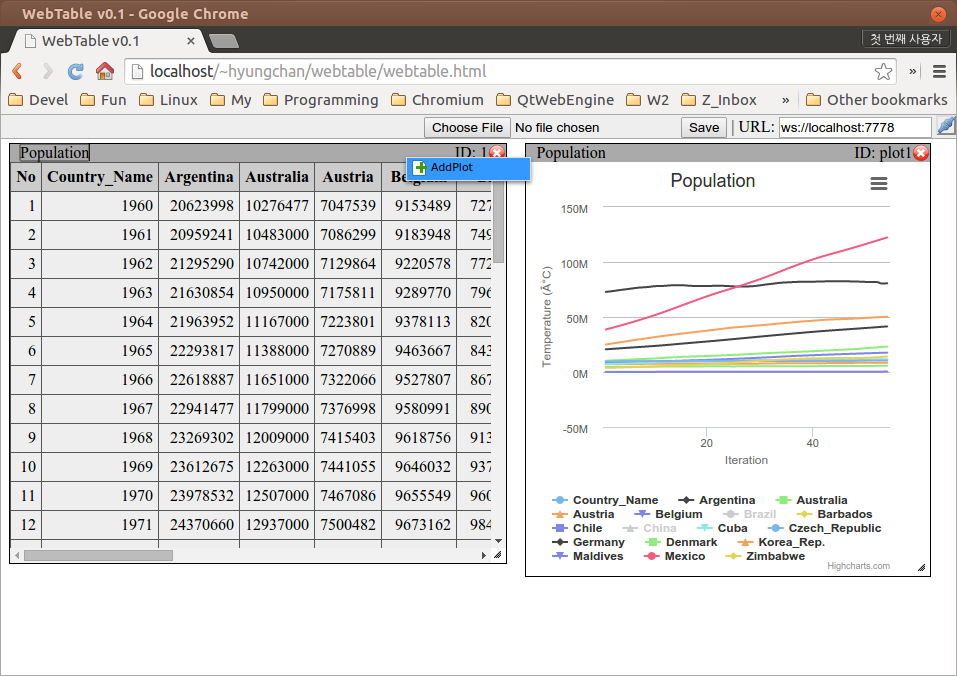 WebTable v0.1 - Google Chrome
WebTable v0.1
첫 번째 사용자
localhost/~hyungchan/webtable/webtable.html
Devel Fun Linux My Programming Chromium QtWebEngine W2 Z_Inbox » Other bookmarks
Choose File No file chosen Save | URL: ws://localhost:7778
Population ID: 1
AddPlot
No Country_Name Argentina Australia Austria
1 1960 20623998 10276477 7047539 9153489 727
2 1961 20959241 10483000 7086299 9183948 749
3 1962 21295290 10742000 7129864 9220578 772
4 1963 21630854 10950000 7175811 9289770 796
5 1964 21963952 11167000 7223801 9378113 820
6 1965 22293817 11388000 7270889 9463667 843
7 1966 22618887 11651000 7322066 9527807 867
8 1967 22941477 11799000 7376998 9580991 890
9 1968 23269302 12009000 7415403 9618756 913
10 1969 23612675 12263000 7441055 9646032 937
11 1970 23978532 12507000 7467086 9655549 960
12 1971 24370660 12937000 7500482 9673162 984
Population ID: plot1
Population
Temperature (Â°C)
150M
100M
50M
0M
-50M
20 40
Iteration
Country_Name Argentina Australia
Austria Belgium Brazil Barbados
Chile China Cuba Czech_Republic
Germany Denmark Korea_Rep.
Maldives Mexico Zimbabwe
Highcharts.com